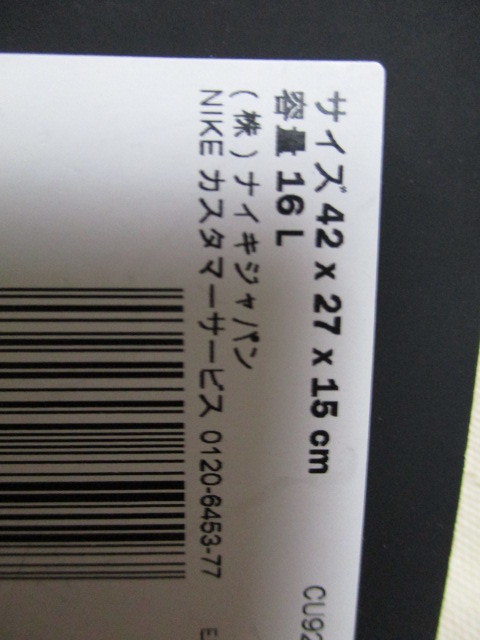 サイズ 42 x 27 x 15 cm
容量 16 L
(株)ナイキジャパン
NIKE カスタマーサービス 0120-6453-77